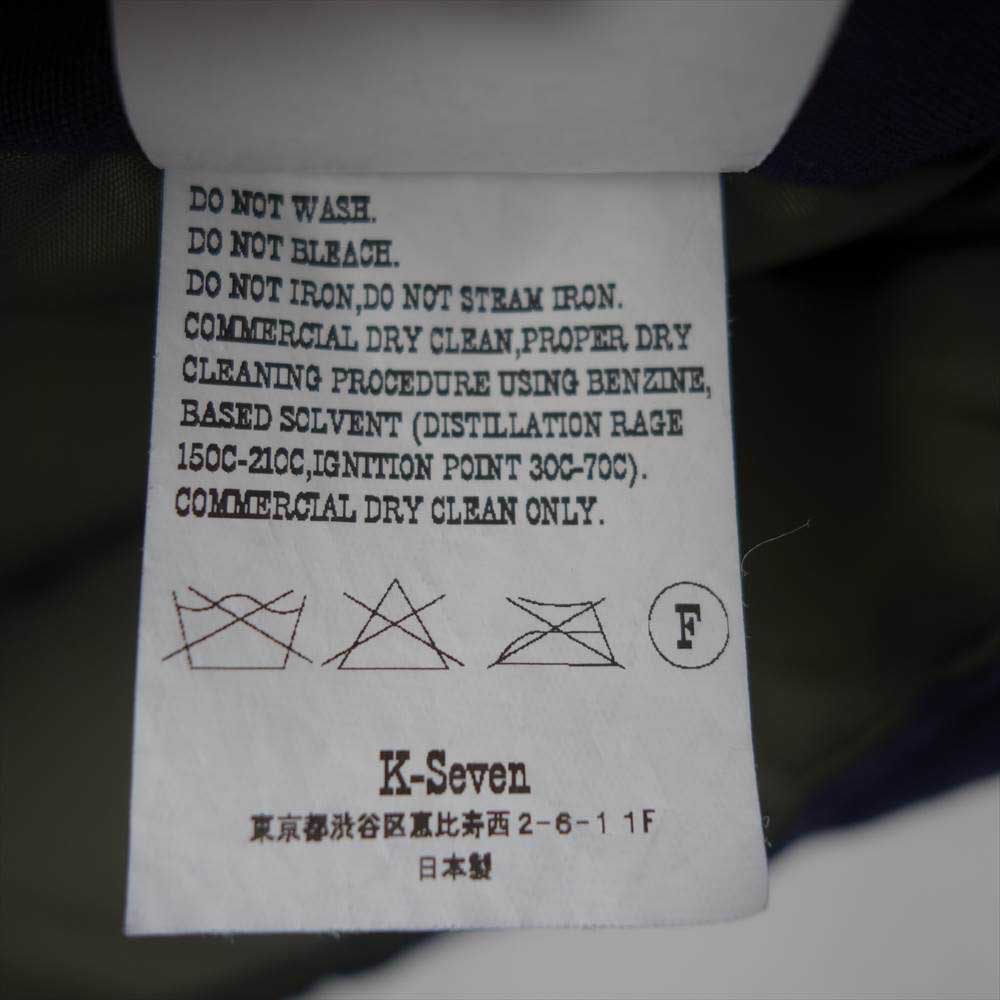 DO NOT WASH.
DO NOT BLEACH.
DO NOT IRON,DO NOT STEAM IRON.
COMMERCIAL DRY CLEAN,PROPER DRY
CLEANING PROCEDURE USING BENZINE,
BASED SOLVENT (DISTILLATION RAGE
150C-210C,IGNITION POINT 30C-70C).
COMMERCIAL DRY CLEAN ONLY.
F
K-Seven
東京都渋谷区恵比寿西2-6-1 1F
日本製